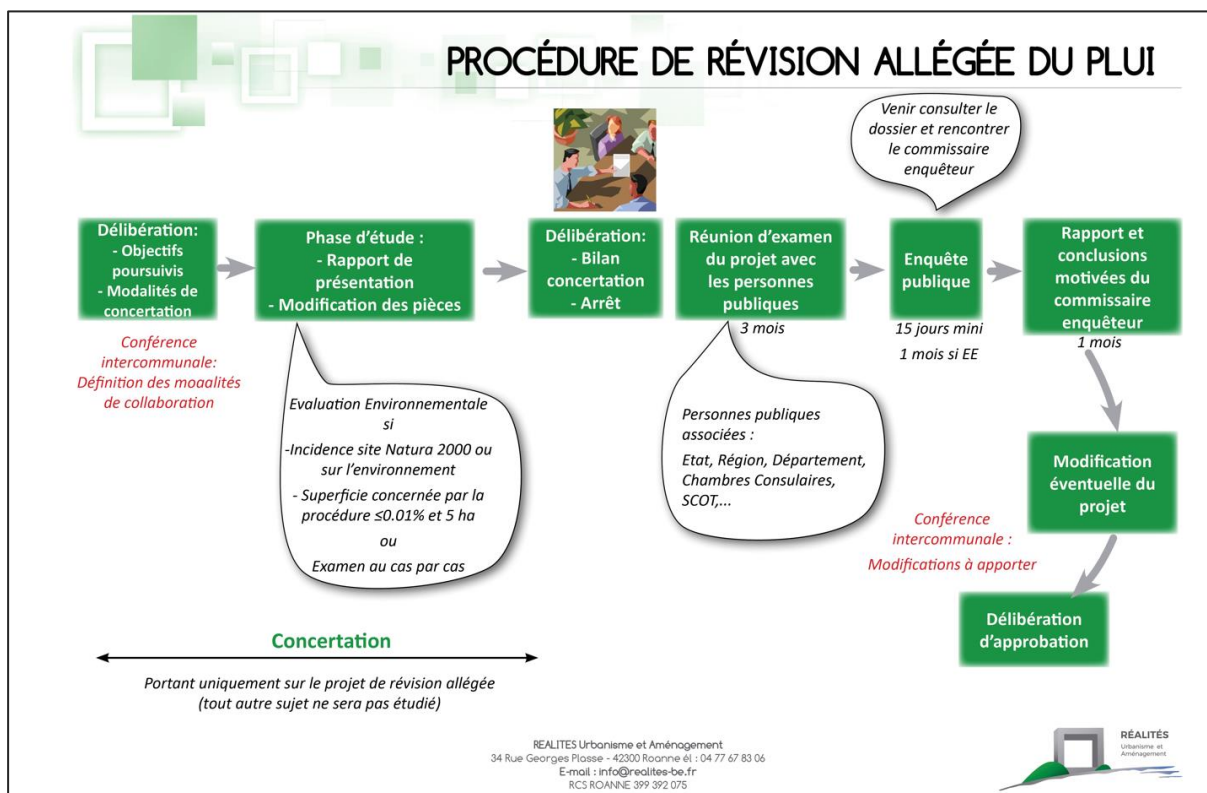 PROCÉDURE DE RÉVISION ALLÉGÉE DU PLUI
Venir consulter le
dossier et rencontrer
le commissaire
enquêteur
Délibération:
- Objectifs
poursuivis
- Modalités de
concertation
Phase d'étude :
- Rapport de
présentation
- Modification des pièces
Délibération:
- Bilan
concertation
- Arrêt
Réunion d'examen
du projet avec
les personnes
publiques
3 mois
Enquête
publique
15 jours mini
1 mois si EE
Rapport et
conclusions
motivées du
commissaire
enquêteur
1 mois
Conférence
intercommunale:
Définition des modalités
de collaboration
Evaluation Environnementale
si
-Incidence site Natura 2000 ou
sur l'environnement
- Superficie concernée par la
procédure ≤0.01% et 5 ha
ou
Examen au cas par cas
Personnes publiques
associées :
Etat, Région, Département,
Chambres Consulaires,
SCOT,...
Modification
éventuelle du
projet
Conférence
intercommunale :
Modifications à apporter
Délibération
d'approbation
Concertation
Portant uniquement sur le projet de révision allégée
(tout autre sujet ne sera pas étudié)
REALITES Urbanisme et Aménagement
34 Rue Georges Plasse - 42300 Roanne él : 04 77 67 83 06
E-mail : info@realites-be.fr
RCS ROANNE 399 392 075
RÉALITÉS
Urbanisme et
Aménagement